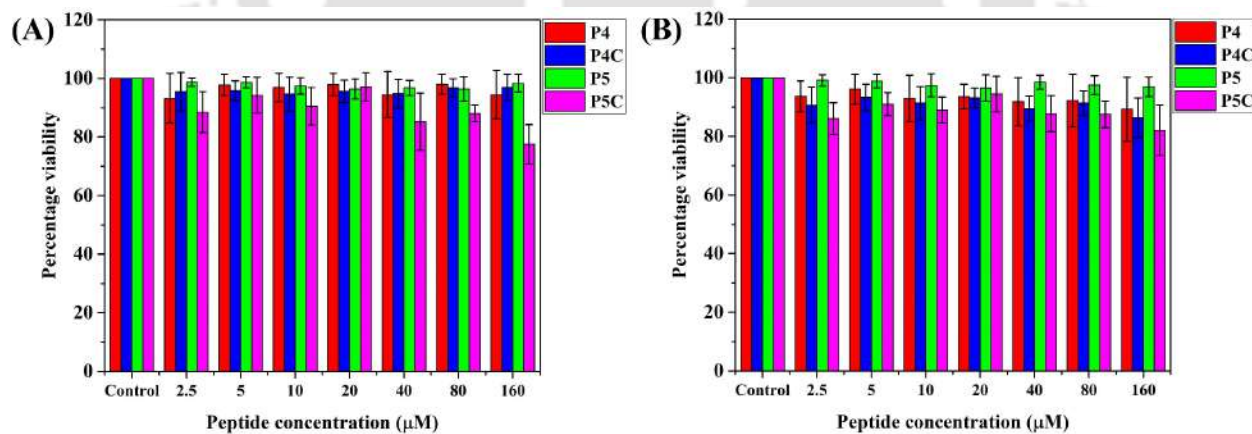 (A)
120
100
80
60
40
20
0
Percentage viability
Control 2.5 5 10 20 40 80 160
Peptide concentration (μM)
P4
P4C
P5
P5C
(B)
120
100
80
60
40
20
0
Percentage viability
Control 2.5 5 10 20 40 80 160
Peptide concentration (μM)
P4
P4C
P5
P5C